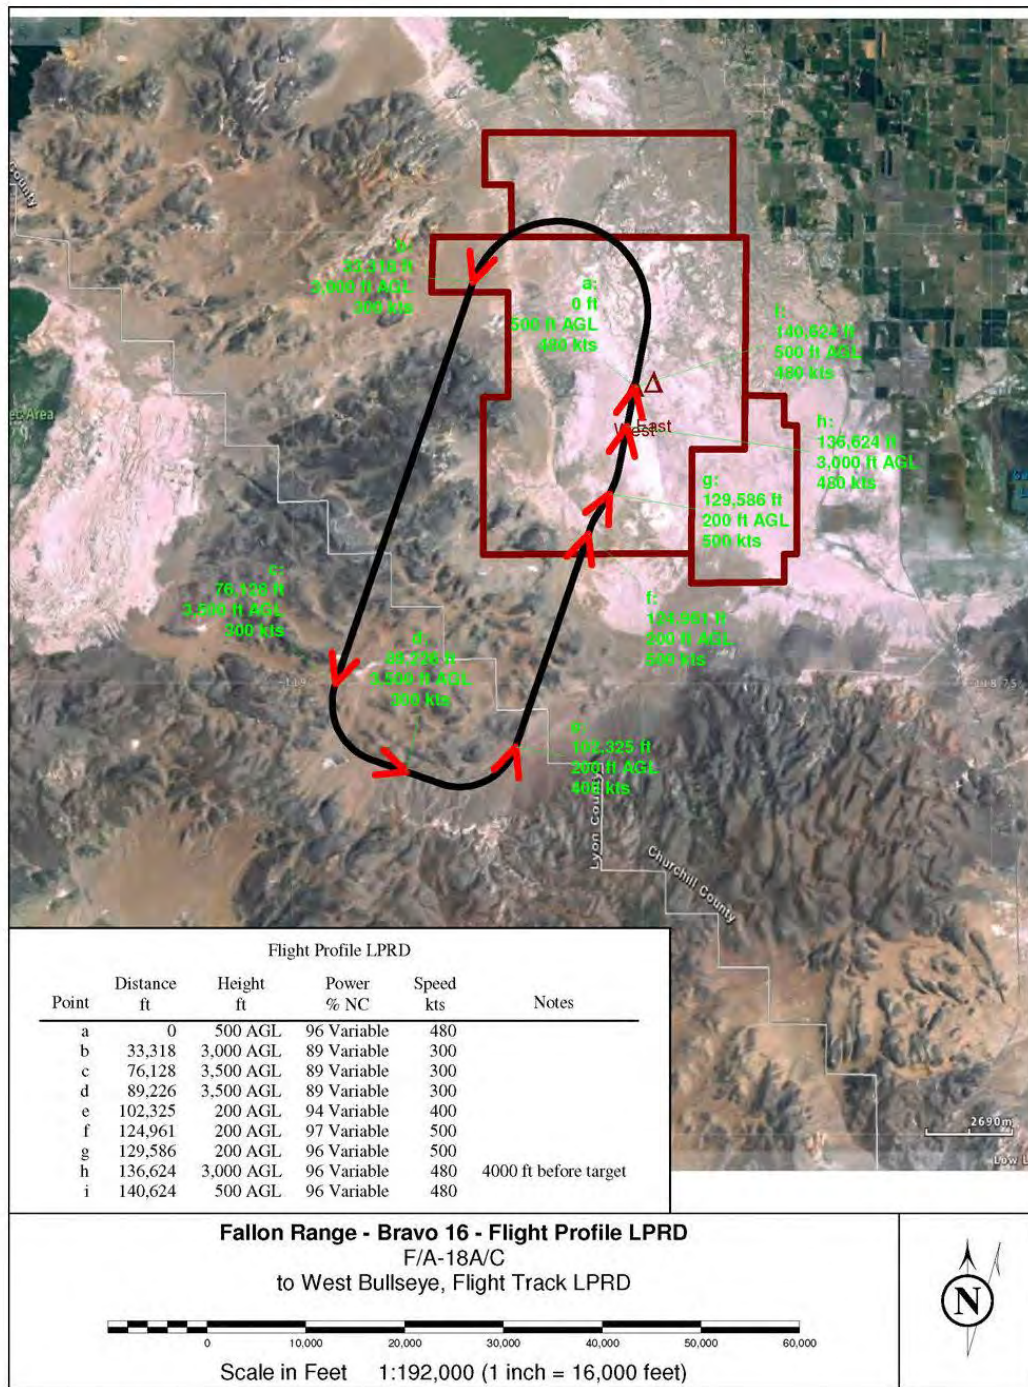 county
b:
33,318 ft
3,000 AGL
300 kts
a:
0 ft
500 ft AGL
480 kts
i:
140,624 ft
500 ft AGL
480 kts
Δ
West
East
h:
136,624 ft
3,000 ft AGL
480 kts
g:
129,586 ft
200 ft AGL
500 kts
ec Area
c:
76,128 ft
3,500 ft AGL
300 kts
f:
124,961 ft
200 ft AGL
500 kts
d:
89,226 ft
3,500 ft AGL
300 kts
-119
-118.75
e:
102,325 ft
200 ft AGL
400 kts
Lyon County
Churchill County
2690m
Low L
Flight Profile LPRD
Point Distance ft Height ft Power % NC Speed kts Notes
a 0 500 AGL 96 Variable 480
b 33,318 3,000 AGL 89 Variable 300
c 76,128 3,500 AGL 89 Variable 300
d 89,226 3,500 AGL 89 Variable 300
e 102,325 200 AGL 94 Variable 400
f 124,961 200 AGL 97 Variable 500
g 129,586 200 AGL 96 Variable 500
h 136,624 3,000 AGL 96 Variable 480 4000 ft before target
i 140,624 500 AGL 96 Variable 480
Fallon Range - Bravo 16 - Flight Profile LPRD
F/A-18A/C
to West Bullseye, Flight Track LPRD
0 10,000 20,000 30,000 40,000 50,000 60,000
Scale in Feet 1:192,000 (1 inch = 16,000 feet)
N